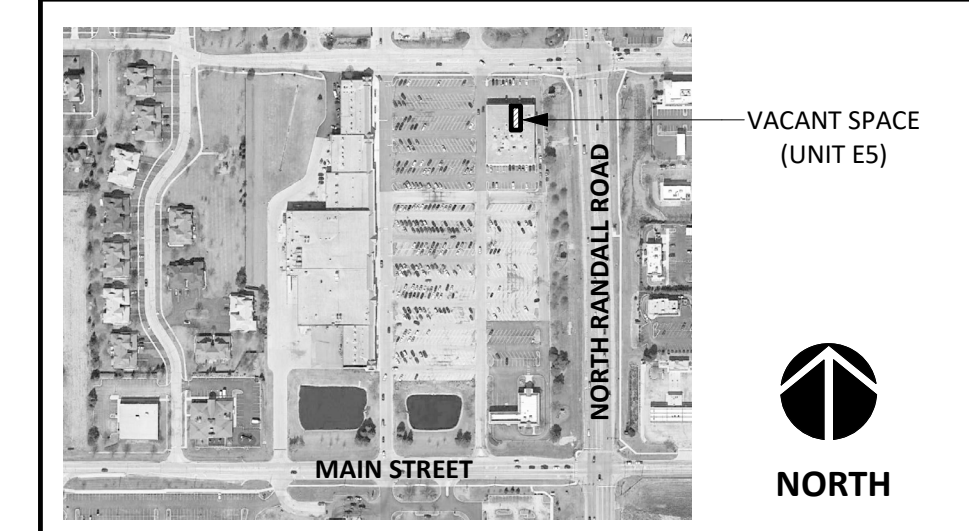 VACANT SPACE
(UNIT E5)
NORTH RANDALL ROAD
MAIN STREET
NORTH